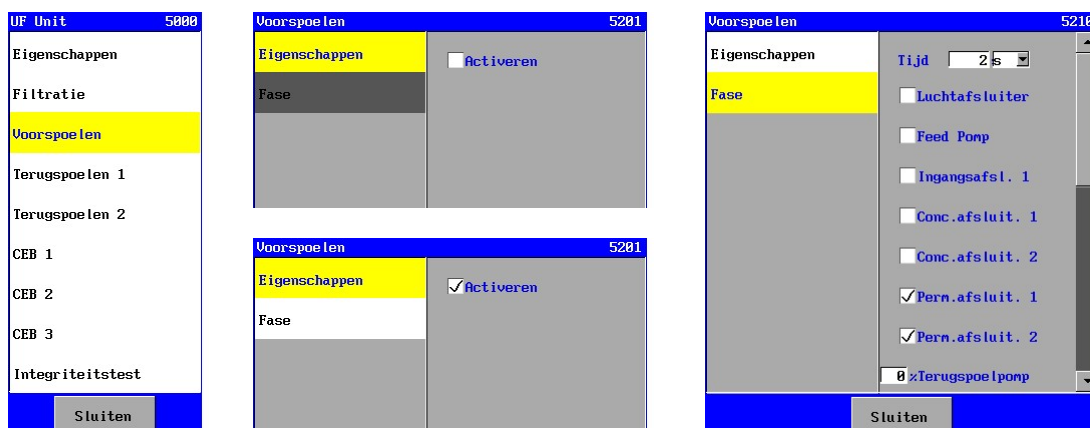 UF Unit 5000
Eigenschappen
Filtratie
Voorspoelen
Terugspoelen 1
Terugspoelen 2
CEB 1
CEB 2
CEB 3
Integriteitstest
Sluiten
Voorspoelen 5201
Eigenschappen
Activeren
Fase
Voorspoelen 5201
Eigenschappen
Activeren
Fase
Voorspoelen 5210
Eigenschappen
Fase
Tijd 2 s
Luchtafsluiter
Feed Pomp
Ingangsafsl. 1
Conc.afsluit. 1
Conc.afsluit. 2
Perm.afsluit. 1
Perm.afsluit. 2
0 %Terugspoelpomp
Sluiten